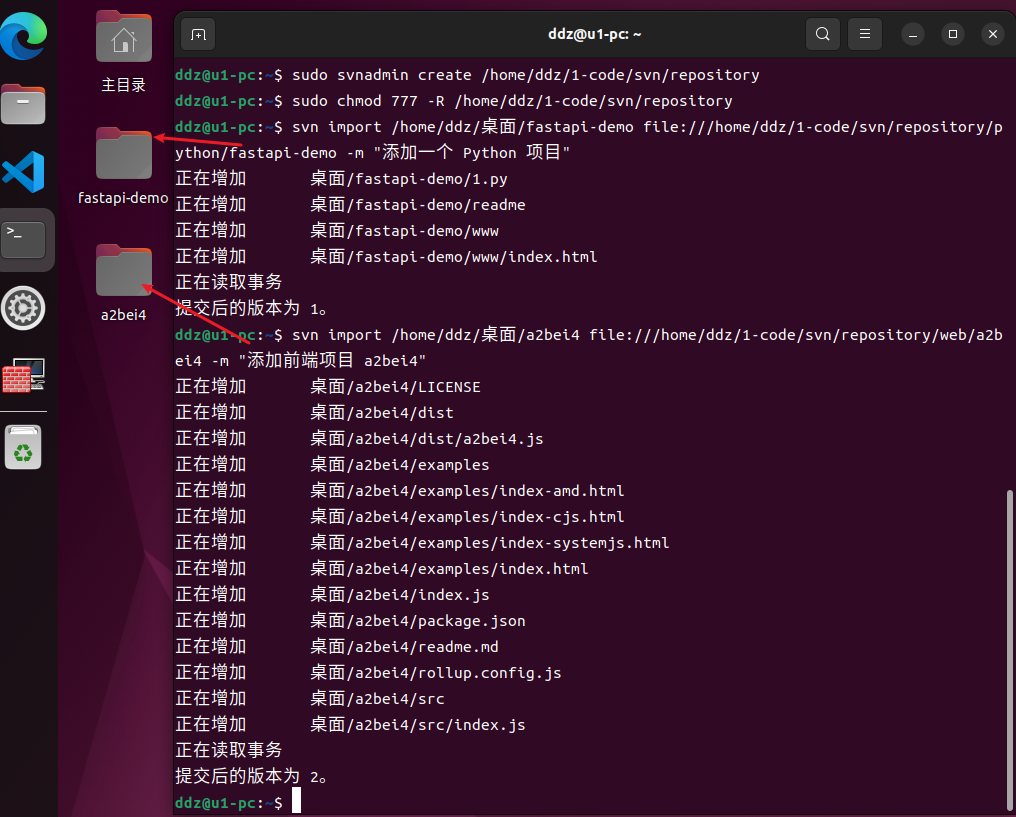 ddz@u1-pc: ~
主目录
fastapi-demo
a2bei4
>_
ddz@u1-pc:~$ sudo svnadmin create /home/ddz/1-code/svn/repository
ddz@u1-pc:~$ sudo chmod 777 -R /home/ddz/1-code/svn/repository
ddz@u1-pc:~$ svn import /home/ddz/桌面/fastapi-demo file:///home/ddz/1-code/svn/repository/p
ython/fastapi-demo -m "添加一个 Python 项目"
正在增加       桌面/fastapi-demo/1.py
正在增加       桌面/fastapi-demo/readme
正在增加       桌面/fastapi-demo/www
正在增加       桌面/fastapi-demo/www/index.html
正在读取事务
提交后的版本为 1。
ddz@u1-pc:~$ svn import /home/ddz/桌面/a2bei4 file:///home/ddz/1-code/svn/repository/web/a2b
ei4 -m "添加前端项目 a2bei4"
正在增加       桌面/a2bei4/LICENSE
正在增加       桌面/a2bei4/dist
正在增加       桌面/a2bei4/dist/a2bei4.js
正在增加       桌面/a2bei4/examples
正在增加       桌面/a2bei4/examples/index-amd.html
正在增加       桌面/a2bei4/examples/index-cjs.html
正在增加       桌面/a2bei4/examples/index-systemjs.html
正在增加       桌面/a2bei4/examples/index.html
正在增加       桌面/a2bei4/index.js
正在增加       桌面/a2bei4/package.json
正在增加       桌面/a2bei4/readme.md
正在增加       桌面/a2bei4/rollup.config.js
正在增加       桌面/a2bei4/src
正在增加       桌面/a2bei4/src/index.js
正在读取事务
提交后的版本为 2。
ddz@u1-pc:~$